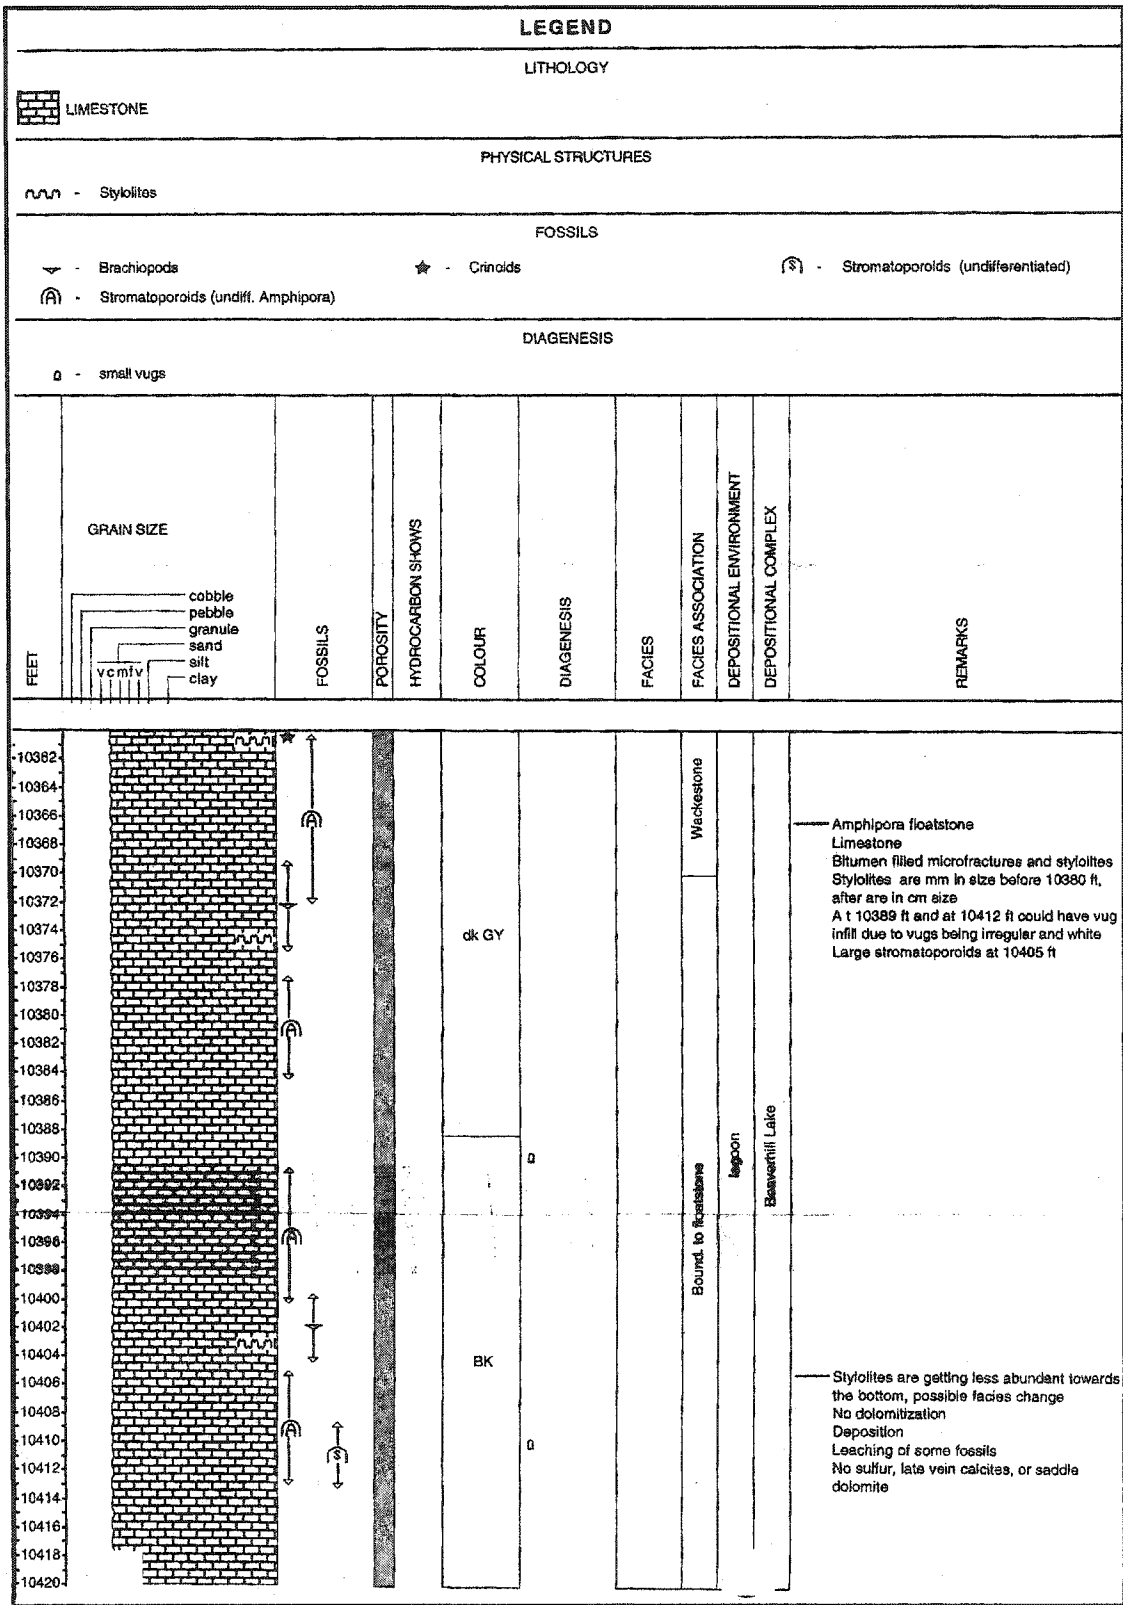 LEGEND
LITHOLOGY
LIMESTONE
PHYSICAL STRUCTURES
- Stylolites
FOSSILS
- Brachiopods
- Crinoids
- Stromatoporoids (undifferentiated)
A - Stromatoporoids (undiff. Amphipora)
DIAGENESIS
- small vugs
FEET
GRAIN SIZE
cobble
pebble
granule
sand
silt
clay
vcmfv
FOSSILS
POROSITY
HYDROCARBON SHOWS
COLOUR
DIAGENESIS
FACIES
FACIES ASSOCIATION
DEPOSITIONAL ENVIRONMENT
DEPOSITIONAL COMPLEX
REMARKS
10362
10364
10366
10368
10370
10372
10374
10376
10378
10380
10382
10384
10386
10388
10390
10392
10394
10396
10398
10400
10402
10404
10406
10408
10410
10412
10414
10416
10418
10420
A
A
A
A
S
dk GY
BK
Wackestone
Bound. to floatstone
lagoon
Beaverhill Lake
Amphipora floatstone
Limestone
Bitumen filled microfractures and stylolites
Stylolites are mm in size before 10380 ft,
after are in cm size
A t 10389 ft and at 10412 ft could have vug
infill due to vugs being irregular and white
Large stromatoporoids at 10405 ft
Stylolites are getting less abundant towards
the bottom, possible facies change
No dolomitization
Deposition
Leaching of some fossils
No sulfur, late vein calcites, or saddle
dolomite